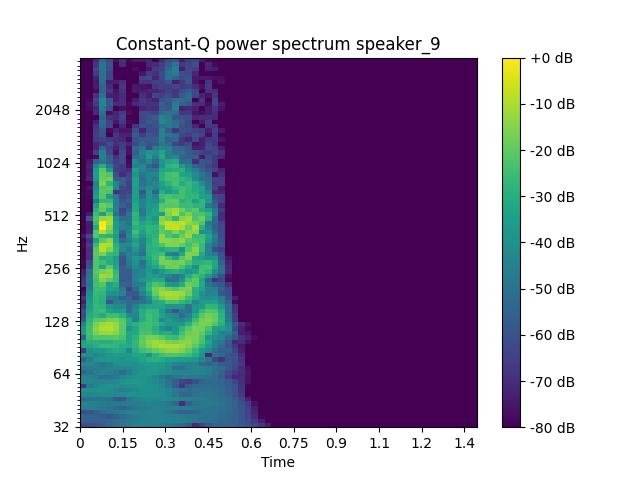 Constant-Q power spectrum speaker_9
Hz
2048
1024
512
256
128
64
32
0 0.15 0.3 0.45 0.6 0.75 0.9 1.1 1.2 1.4
Time
+0 dB
-10 dB
-20 dB
-30 dB
-40 dB
-50 dB
-60 dB
-70 dB
-80 dB